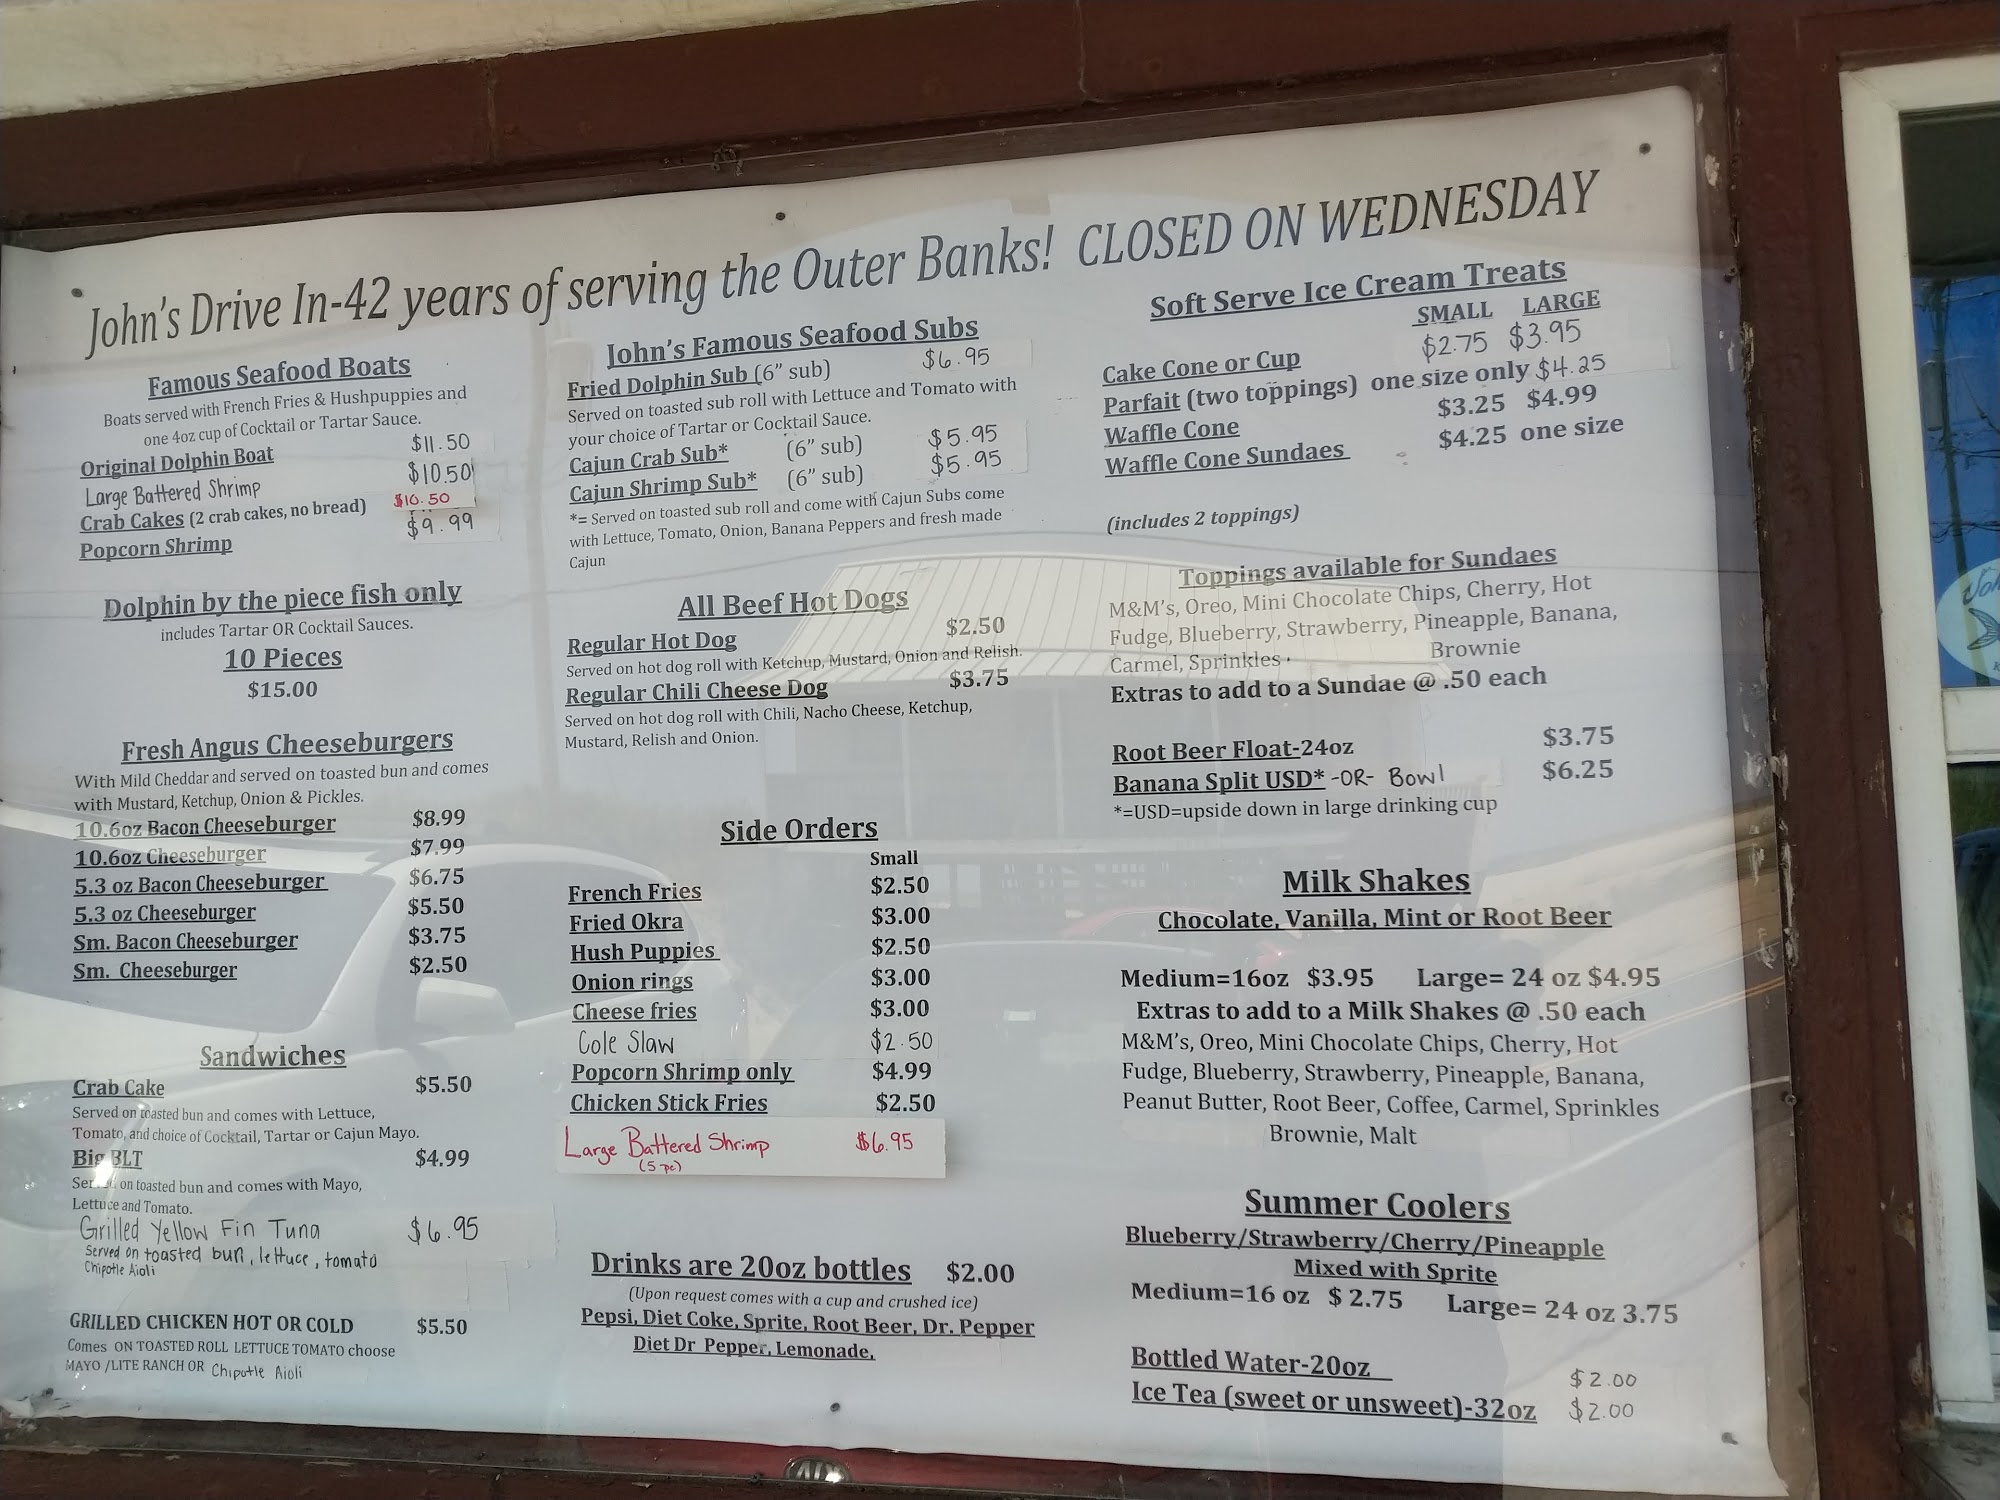 John's Drive In-42 years of serving the Outer Banks! CLOSED ON WEDNESDAY
Famous Seafood Boats
Boats served with French Fries & Hushpuppies and
one 4oz cup of Cocktail or Tartar Sauce.
Original Dolphin Boat $11.50
Large Battered Shrimp $10.50
Crab Cakes (2 crab cakes, no bread) $10.50
Popcorn Shrimp $9.99
Dolphin by the piece fish only
includes Tartar OR Cocktail Sauces.
10 Pieces
$15.00
Fresh Angus Cheeseburgers
With Mild Cheddar and served on toasted bun and comes
with Mustard, Ketchup, Onion & Pickles.
10.6oz Bacon Cheeseburger $8.99
10.6oz Cheeseburger $7.99
5.3 oz Bacon Cheeseburger $6.75
5.3 oz Cheeseburger $5.50
Sm. Bacon Cheeseburger $3.75
Sm. Cheeseburger $2.50
Sandwiches
Crab Cake $5.50
Served on toasted bun and comes with Lettuce,
Tomato, and choice of Cocktail, Tartar or Cajun Mayo.
Big BLT $4.99
Served on toasted bun and comes with Mayo,
Lettuce and Tomato.
Grilled Yellow Fin Tuna $6.95
Served on toasted bun, lettuce, tomato
Chipotle Aioli
GRILLED CHICKEN HOT OR COLD $5.50
Comes ON TOASTED ROLL LETTUCE TOMATO choose
MAYO /LITE RANCH OR Chipotle Aioli
John's Famous Seafood Subs
Fried Dolphin Sub (6" sub) $6.95
Served on toasted sub roll with Lettuce and Tomato with
your choice of Tartar or Cocktail Sauce.
Cajun Crab Sub* (6" sub) $5.95
Cajun Shrimp Sub* (6" sub) $5.95
*= Served on toasted sub roll and come with Cajun Subs come
with Lettuce, Tomato, Onion, Banana Peppers and fresh made
Cajun
All Beef Hot Dogs
Regular Hot Dog $2.50
Served on hot dog roll with Ketchup, Mustard, Onion and Relish.
Regular Chili Cheese Dog $3.75
Served on hot dog roll with Chili, Nacho Cheese, Ketchup,
Mustard, Relish and Onion.
Side Orders
Small
French Fries $2.50
Fried Okra $3.00
Hush Puppies $2.50
Onion rings $3.00
Cheese fries $3.00
Cole Slaw $2.50
Popcorn Shrimp only $4.99
Chicken Stick Fries $2.50
Large Battered Shrimp $6.95
(5 pc)
Drinks are 20oz bottles $2.00
(Upon request comes with a cup and crushed ice)
Pepsi, Diet Coke, Sprite, Root Beer, Dr. Pepper
Diet Dr Pepper, Lemonade,
Soft Serve Ice Cream Treats
SMALL LARGE
Cake Cone or Cup $2.75 $3.95
Parfait (two toppings) one size only $4.25
Waffle Cone $3.25 $4.99
Waffle Cone Sundaes $4.25 one size
(includes 2 toppings)
Toppings available for Sundaes
M&M's, Oreo, Mini Chocolate Chips, Cherry, Hot
Fudge, Blueberry, Strawberry, Pineapple, Banana,
Carmel, Sprinkles Brownie
Extras to add to a Sundae @ .50 each
Root Beer Float-24oz $3.75
Banana Split USD* -OR- Bowl $6.25
*=USD=upside down in large drinking cup
Milk Shakes
Chocolate, Vanilla, Mint or Root Beer
Medium=16oz $3.95 Large= 24 oz $4.95
Extras to add to a Milk Shakes @ .50 each
M&M's, Oreo, Mini Chocolate Chips, Cherry, Hot
Fudge, Blueberry, Strawberry, Pineapple, Banana,
Peanut Butter, Root Beer, Coffee, Carmel, Sprinkles
Brownie, Malt
Summer Coolers
Blueberry/Strawberry/Cherry/Pineapple
Mixed with Sprite
Medium=16 oz $ 2.75 Large= 24 oz 3.75
Bottled Water-20oz $2.00
Ice Tea (sweet or unsweet)-32oz $2.00